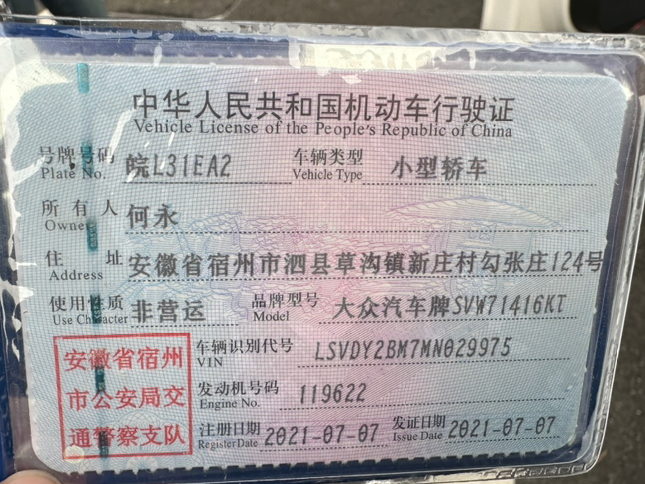 中华人民共和国机动车行驶证
Vehicle License of the People's Republic of China
号牌号码 皖L31EA2 车辆类型 小型轿车
Plate No. Vehicle Type
所有人 何永
Owner
住址 安徽省宿州市泗县草沟镇新庄村勾张庄124号
Address
使用性质 非营运 品牌型号 大众汽车牌SVW71416KT
Use Character Model
安徽省宿州
市公安局交
通警察支队
车辆识别代号 LSVDY2BM7MN029975
VIN
发动机号码 119622
Engine No.
注册日期 2021-07-07 发证日期 2021-07-07
Register Date Issue Date